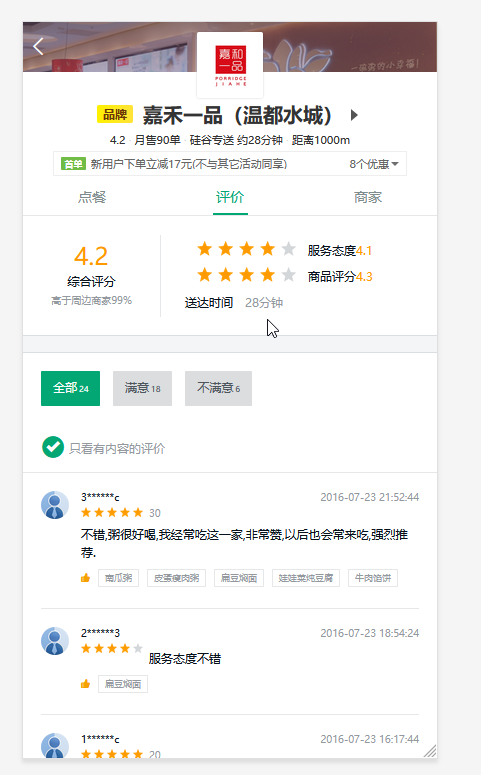 嘉和
一品
PORRIDGE
JIAHE
一碗粥的小幸福!
品牌 嘉禾一品（温都水城）
4.2 月售90单 硅谷专送 约28分钟 距离1000m
首单 新用户下单立减17元(不与其它活动同享) 8个优惠
点餐 评价 商家
4.2
综合评分
高于周边商家99%
服务态度4.1
商品评分4.3
送达时间 28分钟
全部24 满意18 不满意6
只看有内容的评价
3******c 2016-07-23 21:52:44
30
不错,粥很好喝,我经常吃这一家,非常赞,以后也会常来吃,强烈推
荐.
南瓜粥 皮蛋瘦肉粥 扁豆焖面 娃娃菜炖豆腐 牛肉馅饼
2******3 2016-07-23 18:54:24
服务态度不错
扁豆焖面
1******c 2016-07-23 16:17:44
20